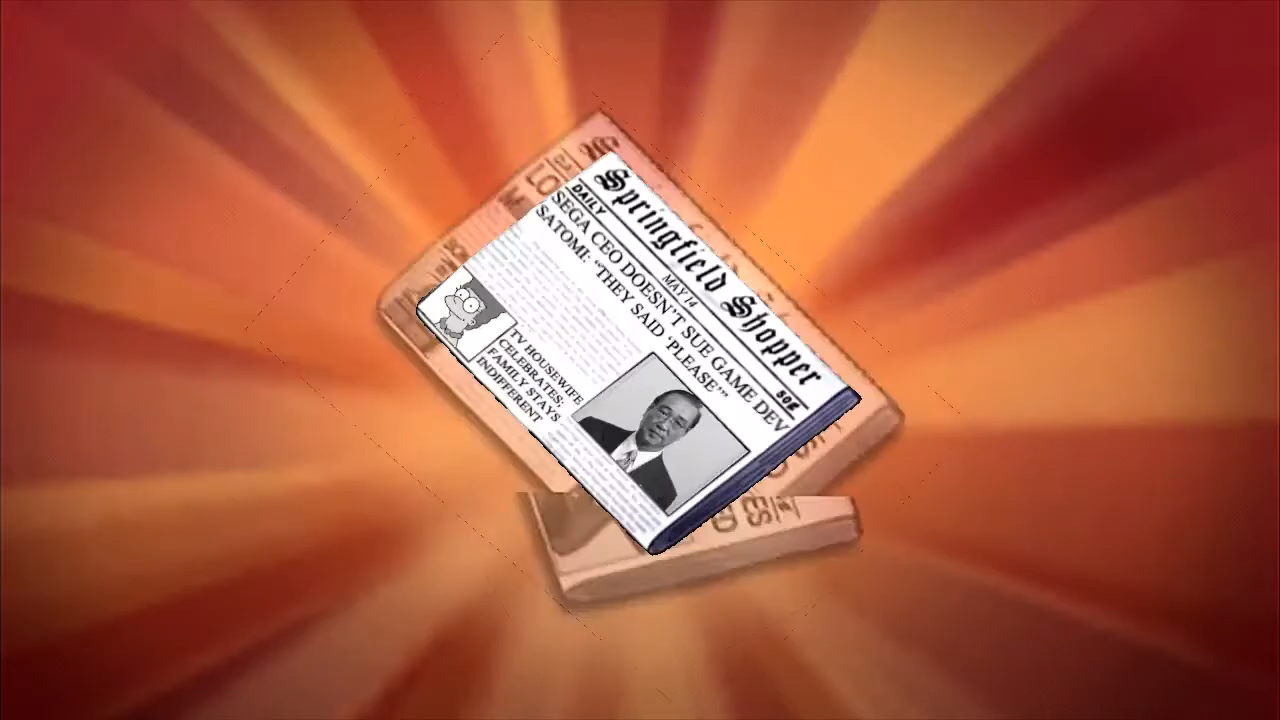 Springfield Shopper
DAILY
MAY 14
50¢
SEGA CEO DOESN'T SUE GAME DEV
SATOMI: "THEY SAID 'PLEASE'"
TV HOUSEWIFE
CELEBRATES;
FAMILY STAYS
INDIFFERENT